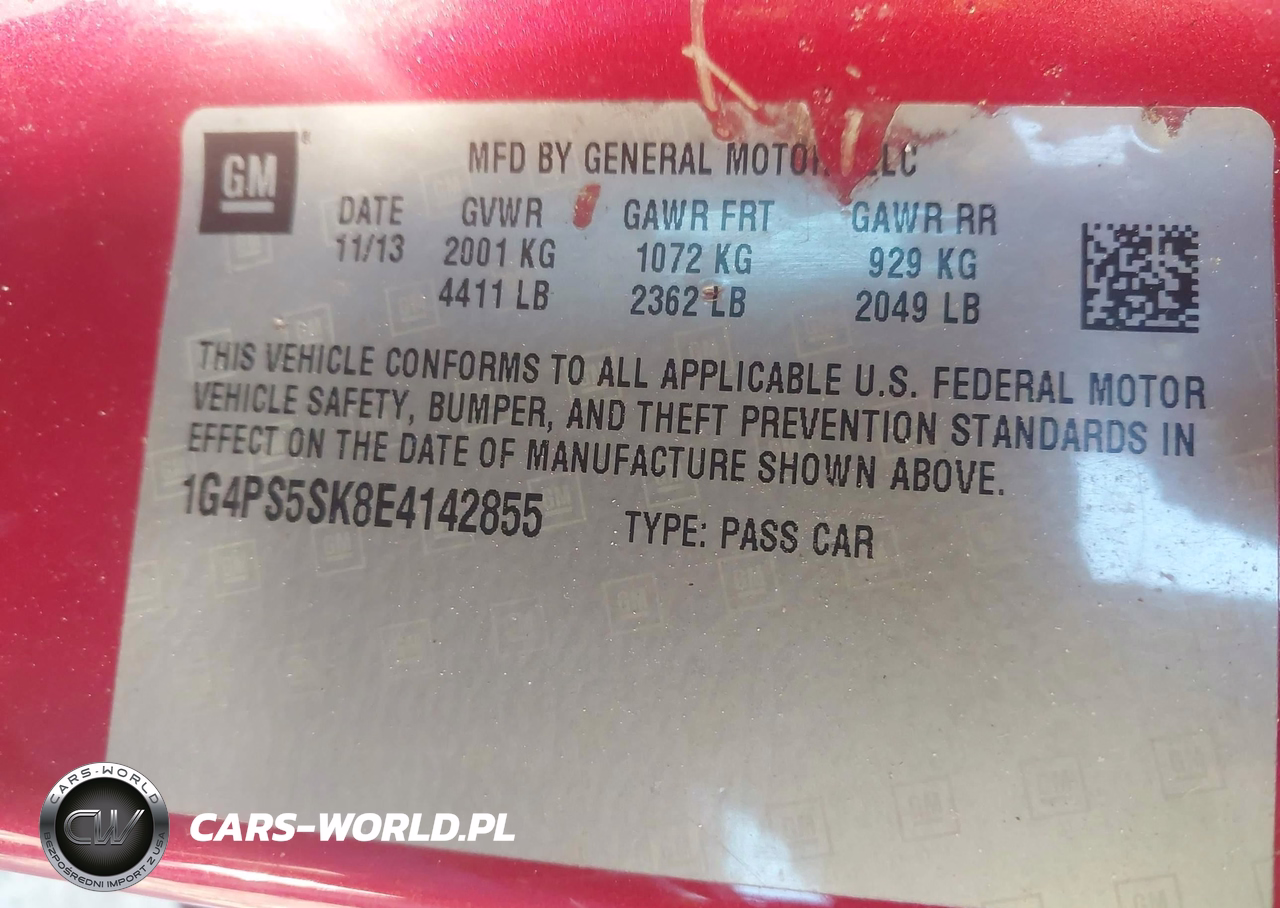 GM
®
MFD BY GENERAL LLC
DATE GVWR GAWR FRT GAWR RR
11/13 2001 KG 1072 KG 929 KG
4411 LB 2362 LB 2049 LB
THIS VEHICLE CONFORMS TO ALL APPLICABLE U.S. FEDERAL MOTOR
VEHICLE SAFETY, BUMPER, AND THEFT PREVENTION STANDARDS IN
EFFECT ON THE DATE OF MANUFACTURE SHOWN ABOVE.
1G4PS5SK8E4142855 TYPE: PASS CAR
CARS-WORLD
CW
BEZPOŚREDNI IMPORT Z USA
CARS-WORLD.PL